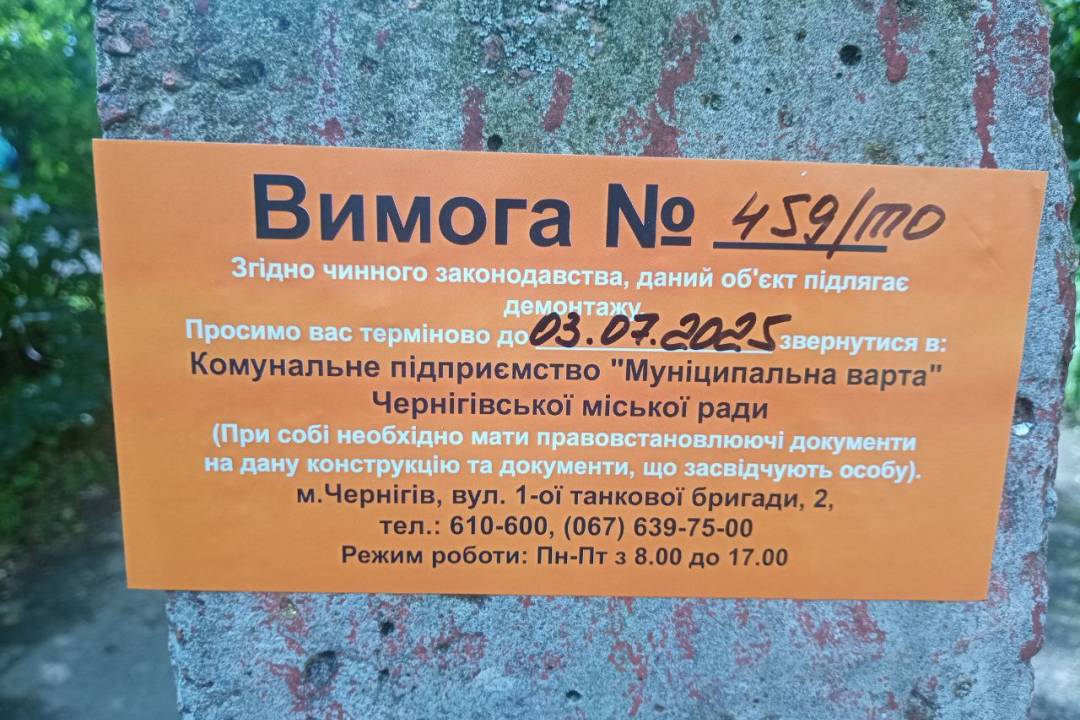 Вимога № 459/то
Згідно чинного законодавства, даний об'єкт підлягає
демонтажу.
Просимо вас терміново до 03.07.2025 звернутися в:
Комунальне підприємство "Муніципальна варта"
Чернігівської міської ради
(При собі необхідно мати правовстановлюючі документи
на дану конструкцію та документи, що засвідчують особу).
м.Чернігів, вул. 1-ої танкової бригади, 2,
тел.: 610-600, (067) 639-75-00
Режим роботи: Пн-Пт з 8.00 до 17.00